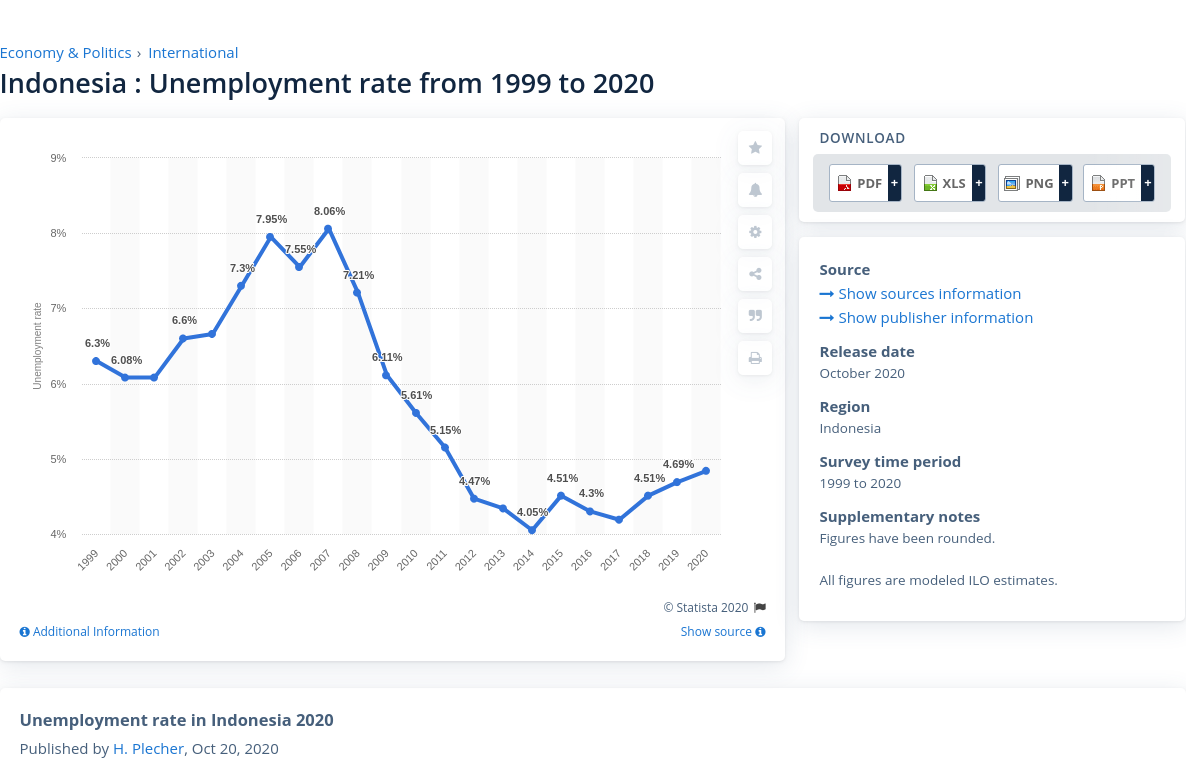 Economy & Politics › International
Indonesia : Unemployment rate from 1999 to 2020
9%
8%
7%
6%
5%
4%
Unemployment rate
6.3%
6.08%
6.6%
7.3%
7.95%
7.55%
8.06%
7.21%
6.11%
5.61%
5.15%
4.47%
4.05%
4.51%
4.3%
4.51%
4.69%
1999 2000 2001 2002 2003 2004 2005 2006 2007 2008 2009 2010 2011 2012 2013 2014 2015 2016 2017 2018 2019 2020
© Statista 2020
Additional Information
Show source
DOWNLOAD
PDF + XLS + PNG + PPT +
Source
Show sources information
Show publisher information
Release date
October 2020
Region
Indonesia
Survey time period
1999 to 2020
Supplementary notes
Figures have been rounded.
All figures are modeled ILO estimates.
Unemployment rate in Indonesia 2020
Published by H. Plecher, Oct 20, 2020